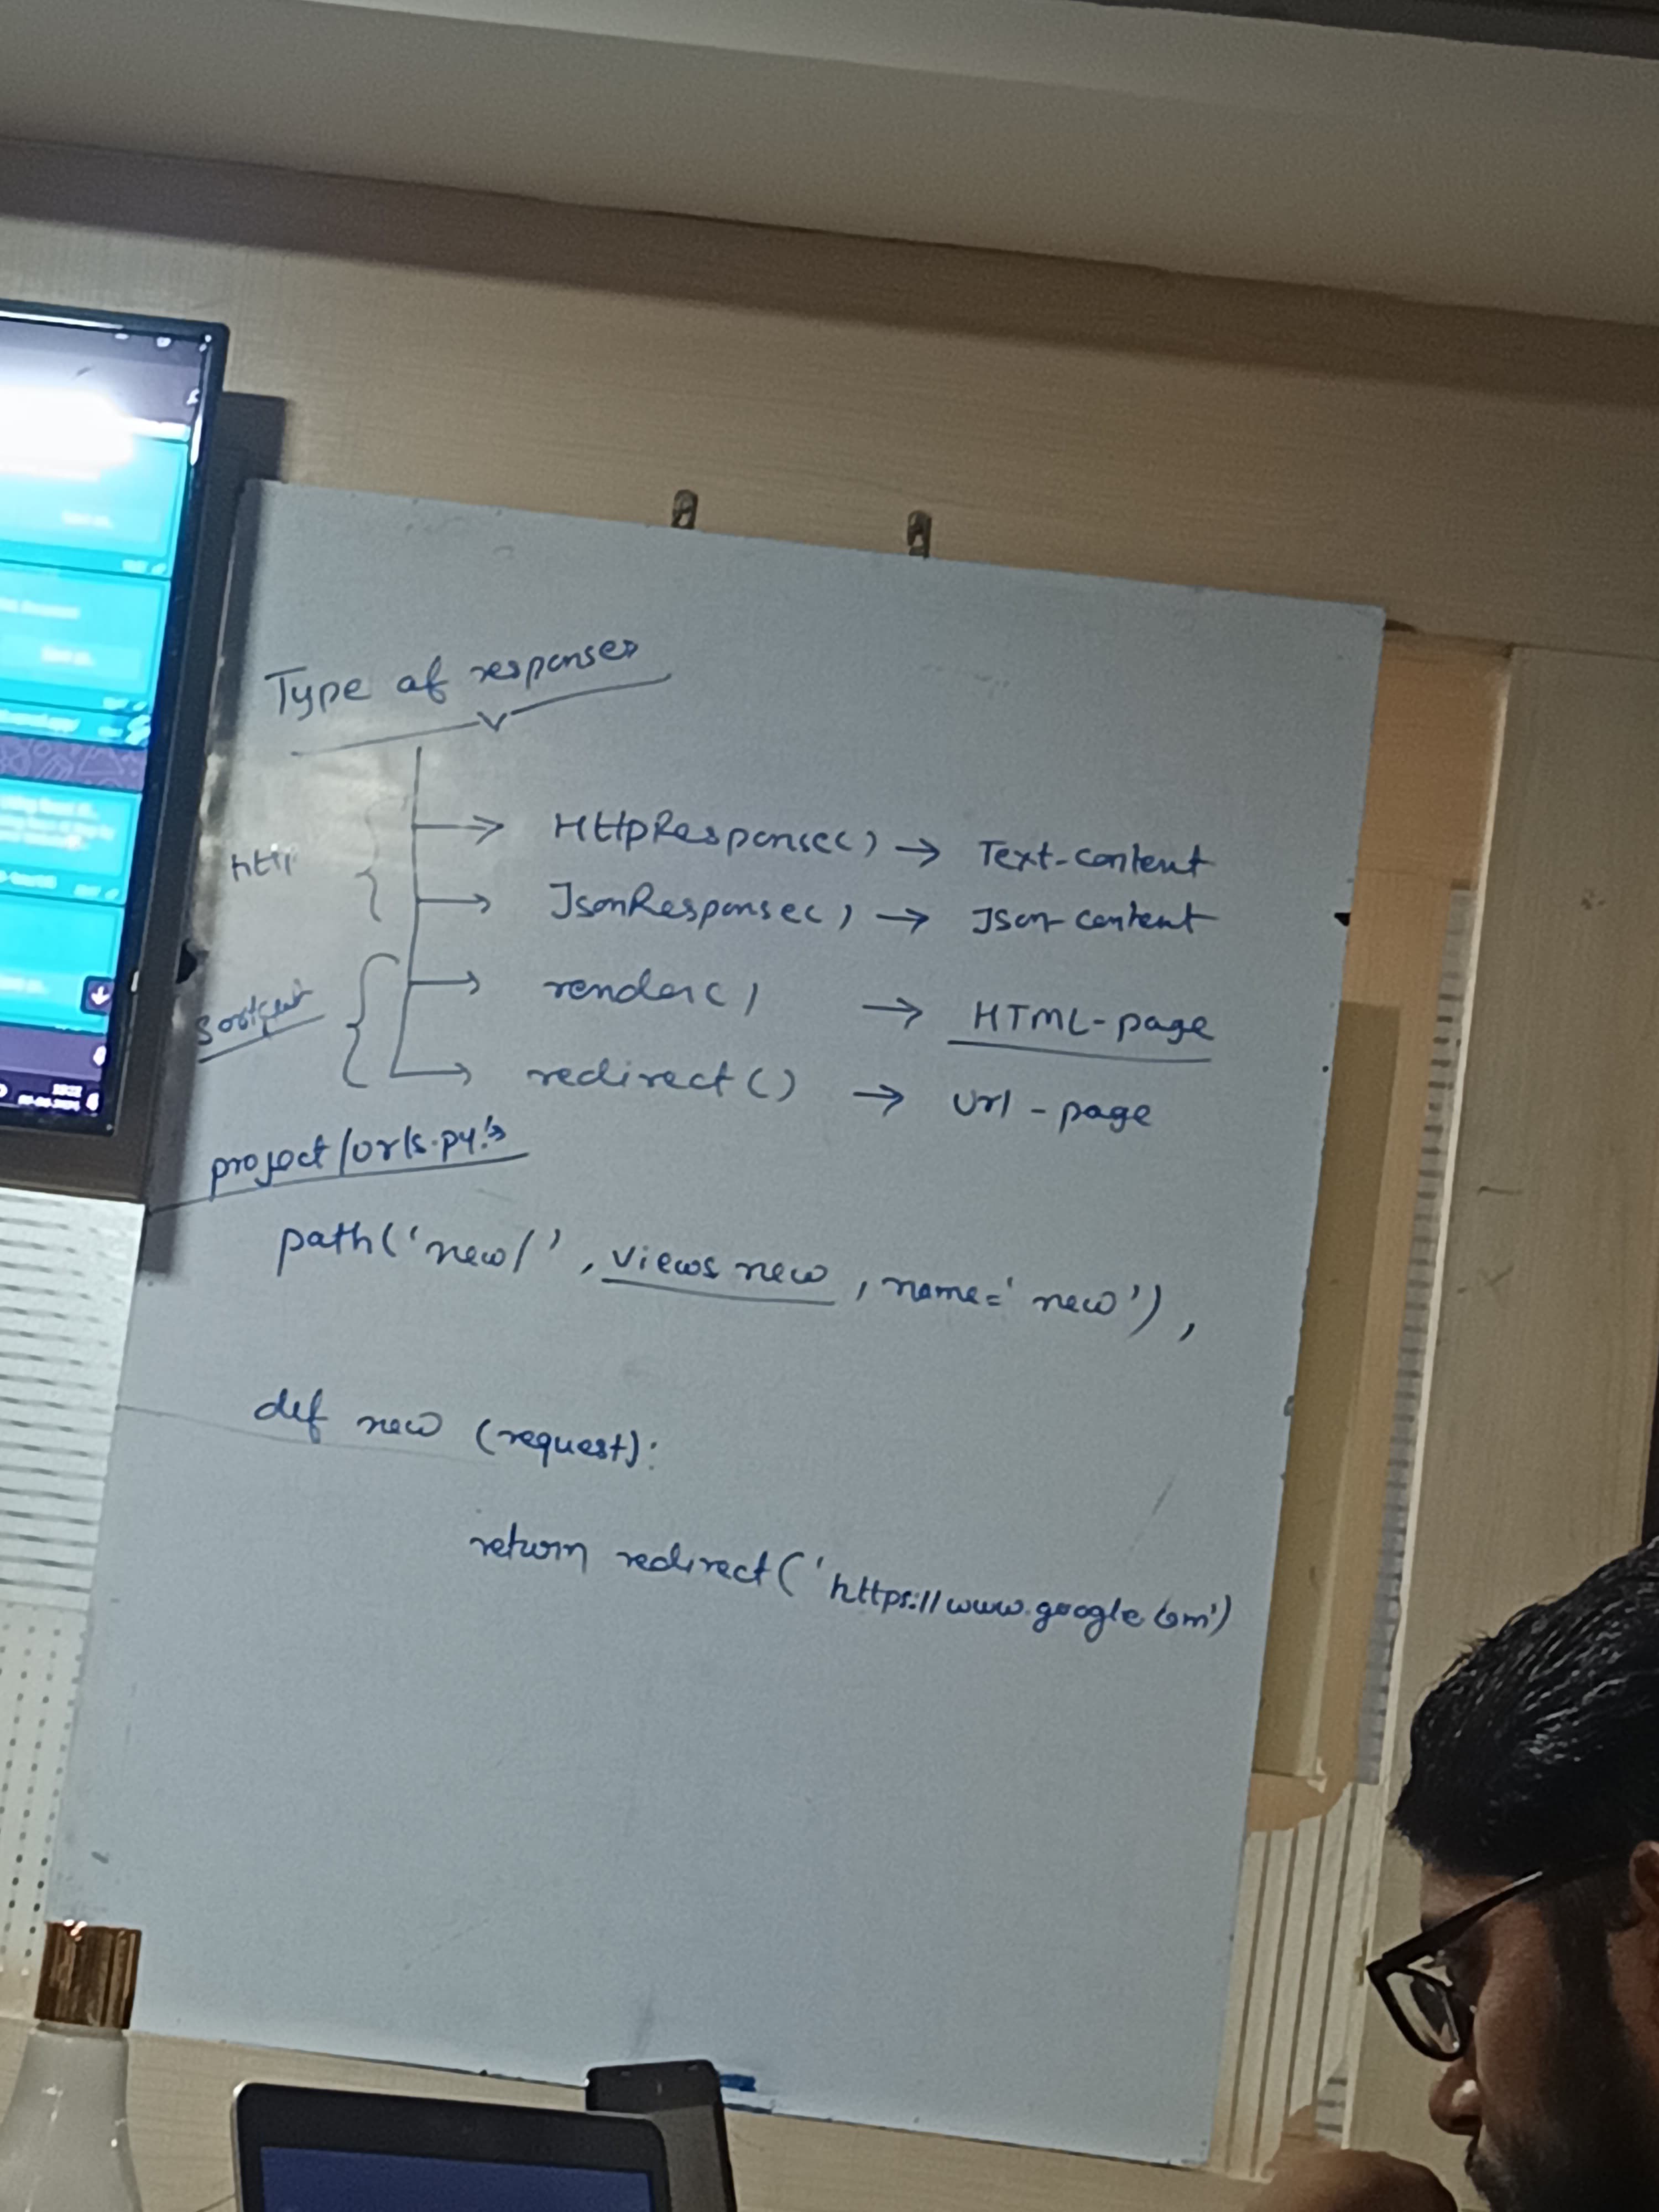 Type of responses
http
HttpResponse() → Text-content
JsonResponse() → Json-content
render() → HTML-page
redirect() → Url-page
project/urls.py:-
path('new/', views new, name='new'),
def new (request):
return redirect('https://www.google.com')